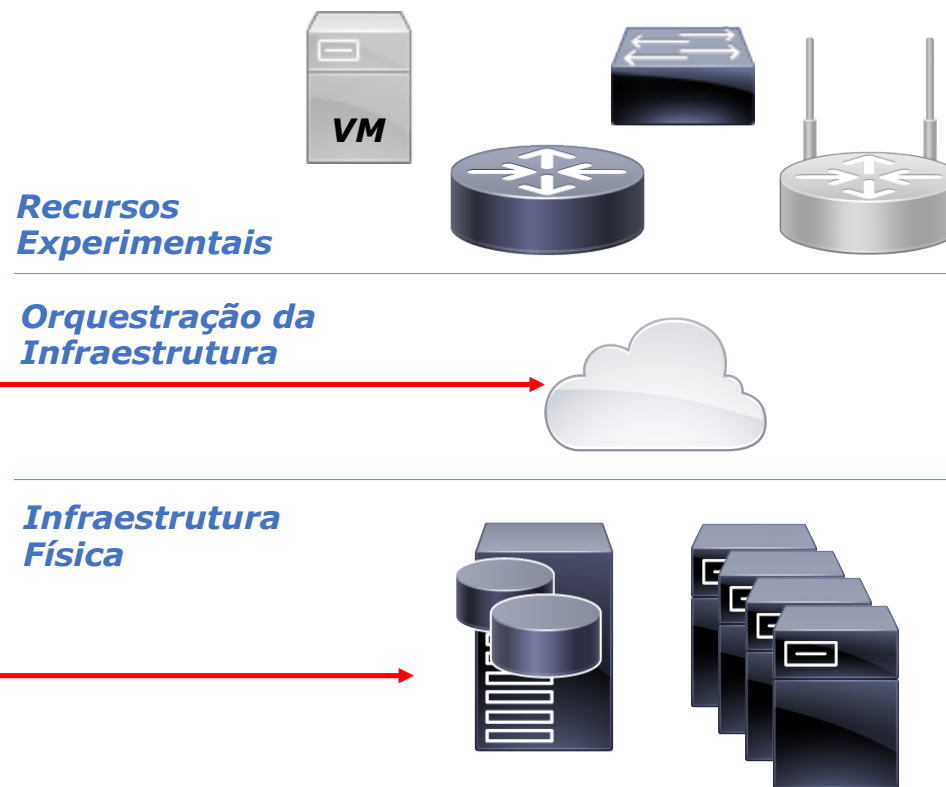 VM
Recursos
Experimentais
Orquestração da
Infraestrutura
Infraestrutura
Física